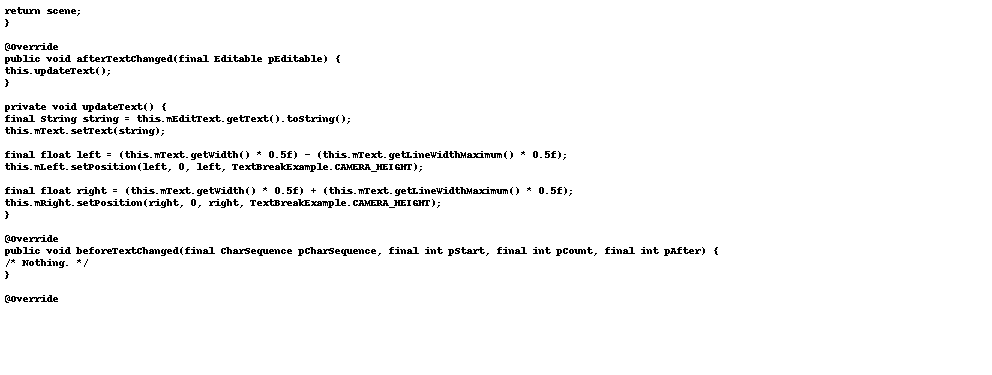 return scene;
}

@Override
public void afterTextChanged(final Editable pEditable) {
this.updateText();
}

private void updateText() {
final String string = this.mEditText.getText().toString();
this.mText.setText(string);

final float left = (this.mText.getWidth() * 0.5f) - (this.mText.getLineWidthMaximum() * 0.5f);
this.mLeft.setPosition(left, 0, left, TextBreakExample.CAMERA_HEIGHT);

final float right = (this.mText.getWidth() * 0.5f) + (this.mText.getLineWidthMaximum() * 0.5f);
this.mRight.setPosition(right, 0, right, TextBreakExample.CAMERA_HEIGHT);
}

@Override
public void beforeTextChanged(final CharSequence pCharSequence, final int pStart, final int pCount, final int pAfter) {
/* Nothing. */
}

@Override